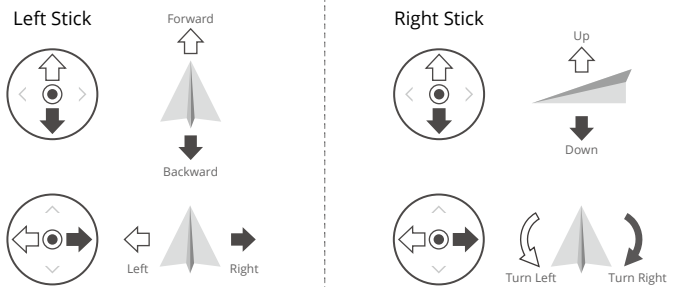 Left Stick
Forward
Backward
Left
Right
Right Stick
Up
Down
Turn Left
Turn Right